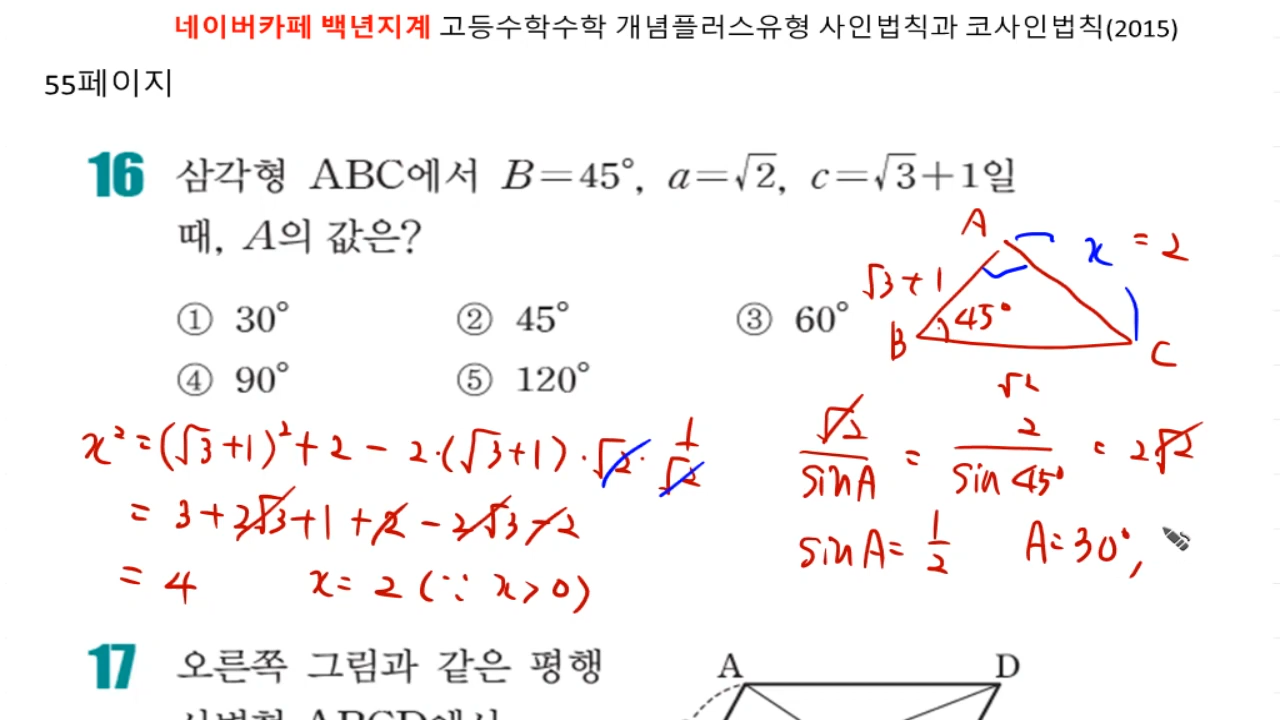 네이버카페 백년지계 고등수학수학 개념플러스유형 사인법칙과 코사인법칙(2015)
55페이지
16 삼각형 ABC에서 B=45°, a=√2, c=√3+1일
때, A의 값은?
① 30° ② 45° ③ 60°
④ 90° ⑤ 120°
A
x = 2
√3+1
45°
B
C
√2
x²=(√3+1)²+2-2·(√3+1)·√2·1/√2
= 3+2√3+1+2-2√3-2
= 4 x=2 (∵ x>0)
√2/sinA = 2/sin45° = 2√2
sinA=1/2 A=30°,
17 오른쪽 그림과 같은 평행
A D